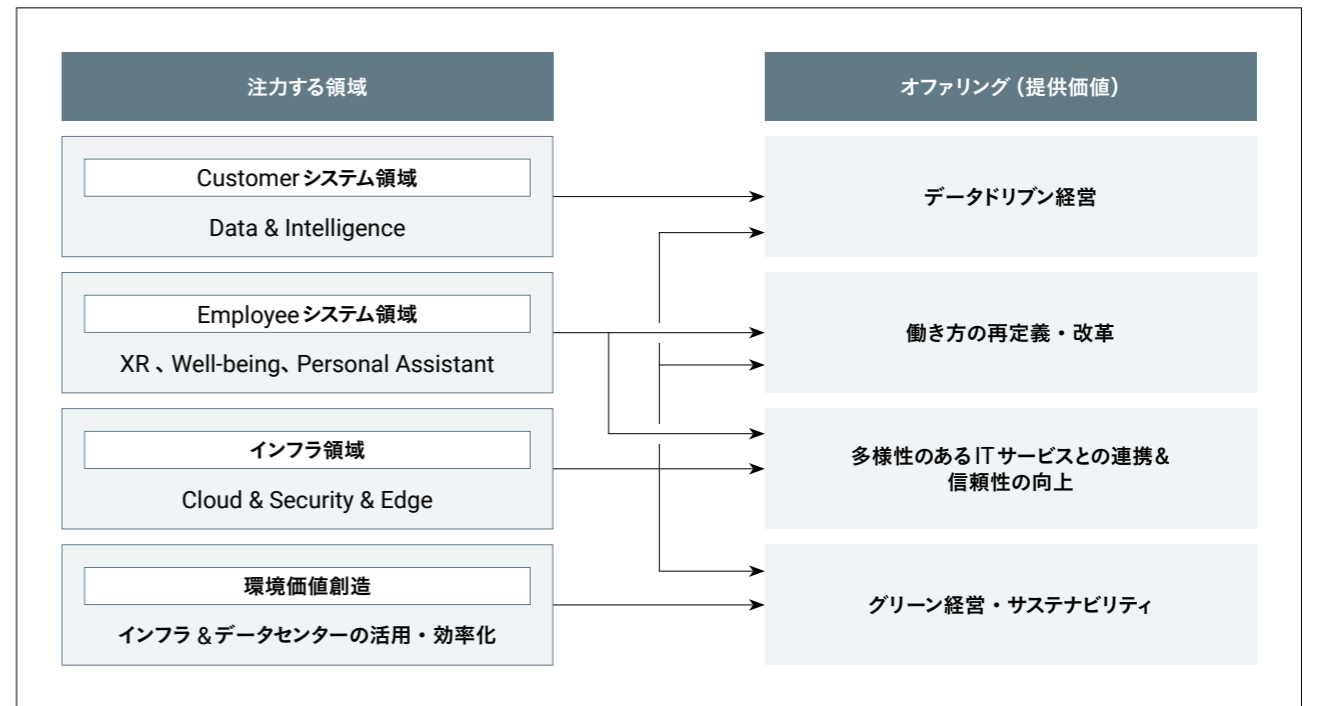 注力する領域
オファリング（提供価値）
Customerシステム領域
Data & Intelligence
データドリブン経営
Employeeシステム領域
XR、Well-being、Personal Assistant
働き方の再定義・改革
インフラ領域
Cloud & Security & Edge
多様性のあるITサービスとの連携&
信頼性の向上
環境価値創造
インフラ&データセンターの活用・効率化
グリーン経営・サステナビリティ